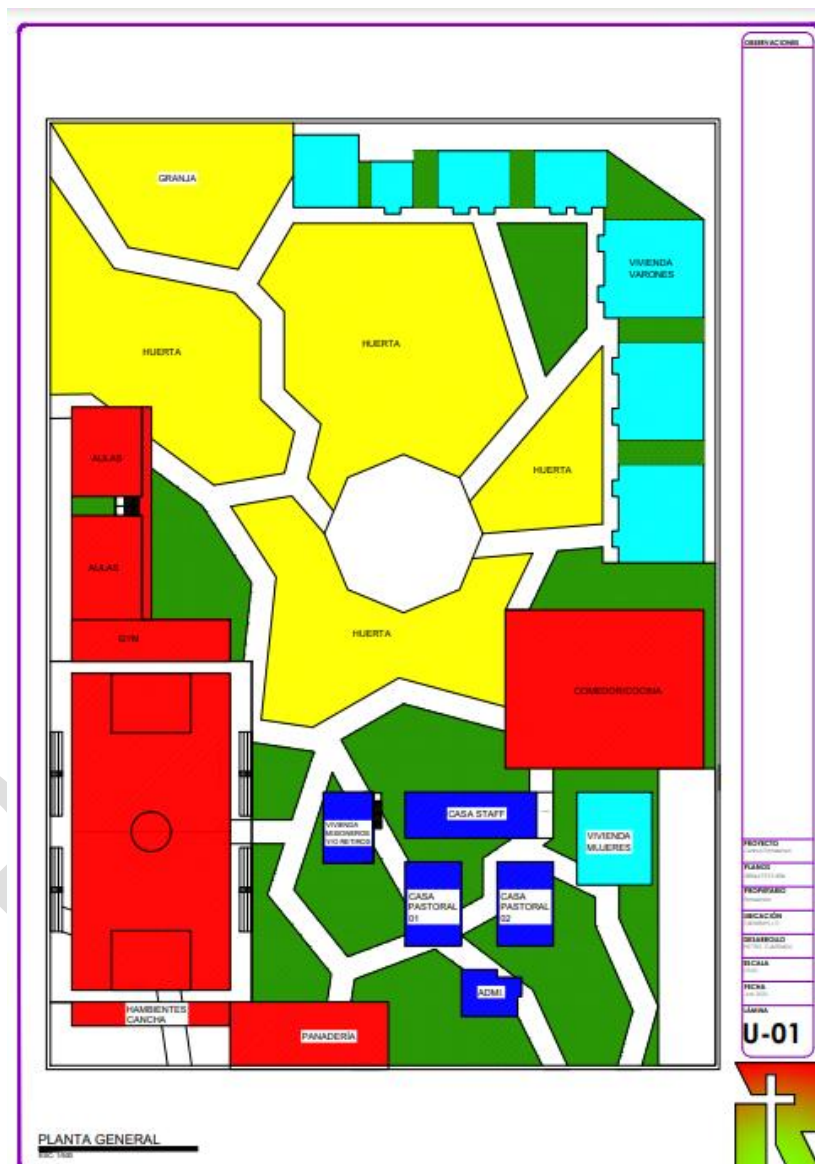 OBSERVACIONES
GRANJA
VIVIENDA
VARONES
HUERTA
HUERTA
HUERTA
AULAS
AULAS
HUERTA
GYM
COMEDOR/COCINA
VIVIENDA
MISIONEROS
Y/O RETIROS
CASA STAFF
VIVIENDA
MUJERES
CASA
PASTORAL
01
CASA
PASTORAL
02
ADMI.
HAMBIENTES
CANCHA
PANADERÍA
PROYECTO
PLANOS
PROPIETARIO
UBICACIÓN
DESARROLLO
ESCALA
FECHA
LÁMINA
U-01
PLANTA GENERAL